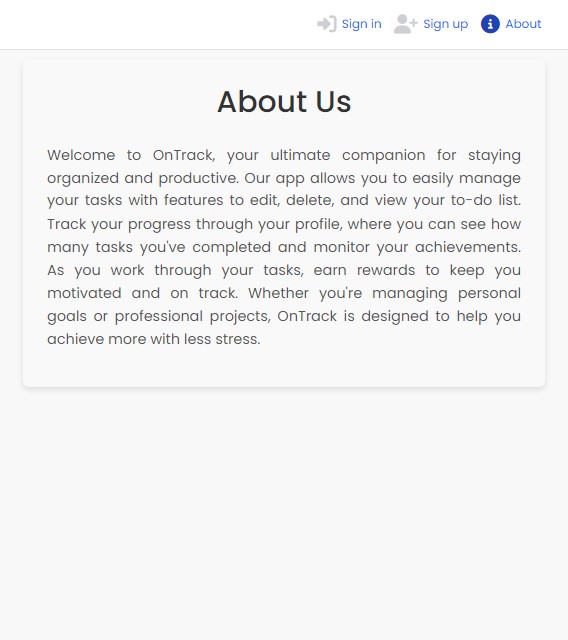 Sign in Sign up About
About Us
Welcome to OnTrack, your ultimate companion for staying
organized and productive. Our app allows you to easily manage
your tasks with features to edit, delete, and view your to-do list.
Track your progress through your profile, where you can see how
many tasks you've completed and monitor your achievements.
As you work through your tasks, earn rewards to keep you
motivated and on track. Whether you're managing personal
goals or professional projects, OnTrack is designed to help you
achieve more with less stress.